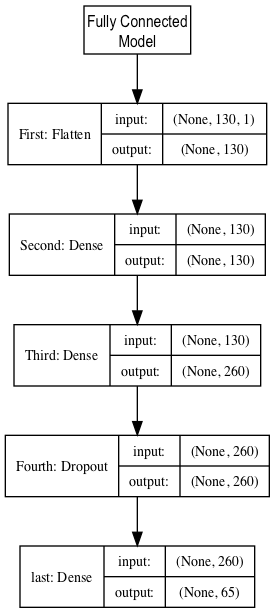 Fully Connected
Model
First: Flatten
input: (None, 130, 1)
output: (None, 130)
Second: Dense
input: (None, 130)
output: (None, 130)
Third: Dense
input: (None, 130)
output: (None, 260)
Fourth: Dropout
input: (None, 260)
output: (None, 260)
last: Dense
input: (None, 260)
output: (None, 65)